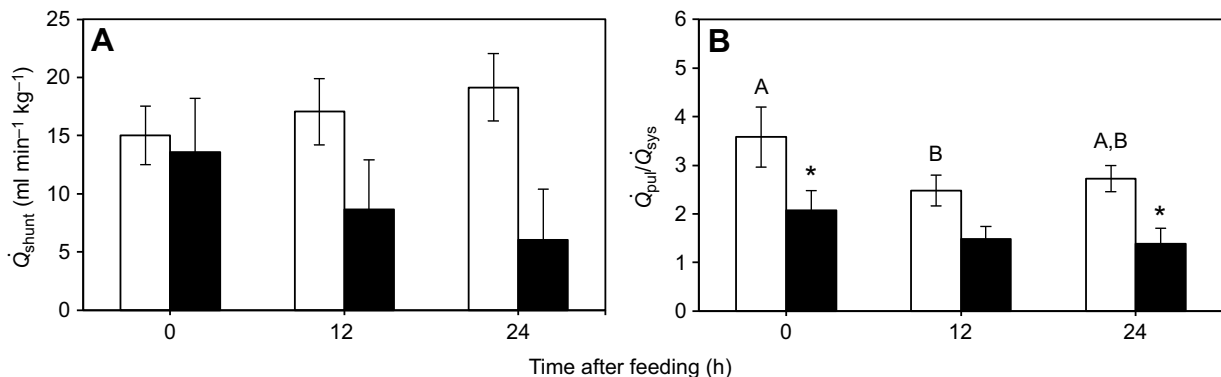 A
25
20
15
10
5
0
Q̇shunt (ml min–1 kg–1)
0 12 24
B
6
5
4
3
2
1
0
Q̇pul/Q̇sys
A
*
B
A,B
*
0 12 24
Time after feeding (h)